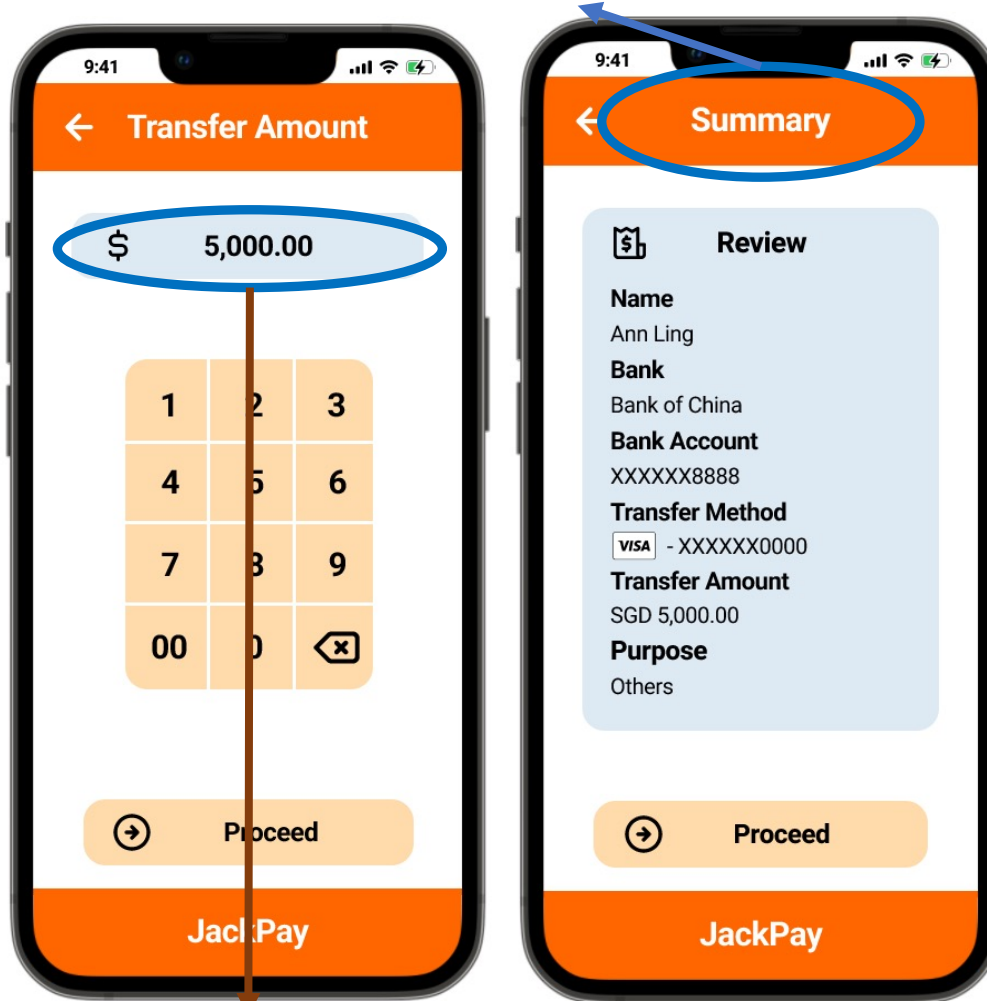 9:41
Transfer Amount
$ 5,000.00
1 2 3
4 5 6
7 8 9
00 0
Proceed
JackPay
9:41
Summary
$ Review
Name
Ann Ling
Bank
Bank of China
Bank Account
XXXXXX8888
Transfer Method
VISA - XXXXXX0000
Transfer Amount
SGD 5,000.00
Purpose
Others
Proceed
JackPay